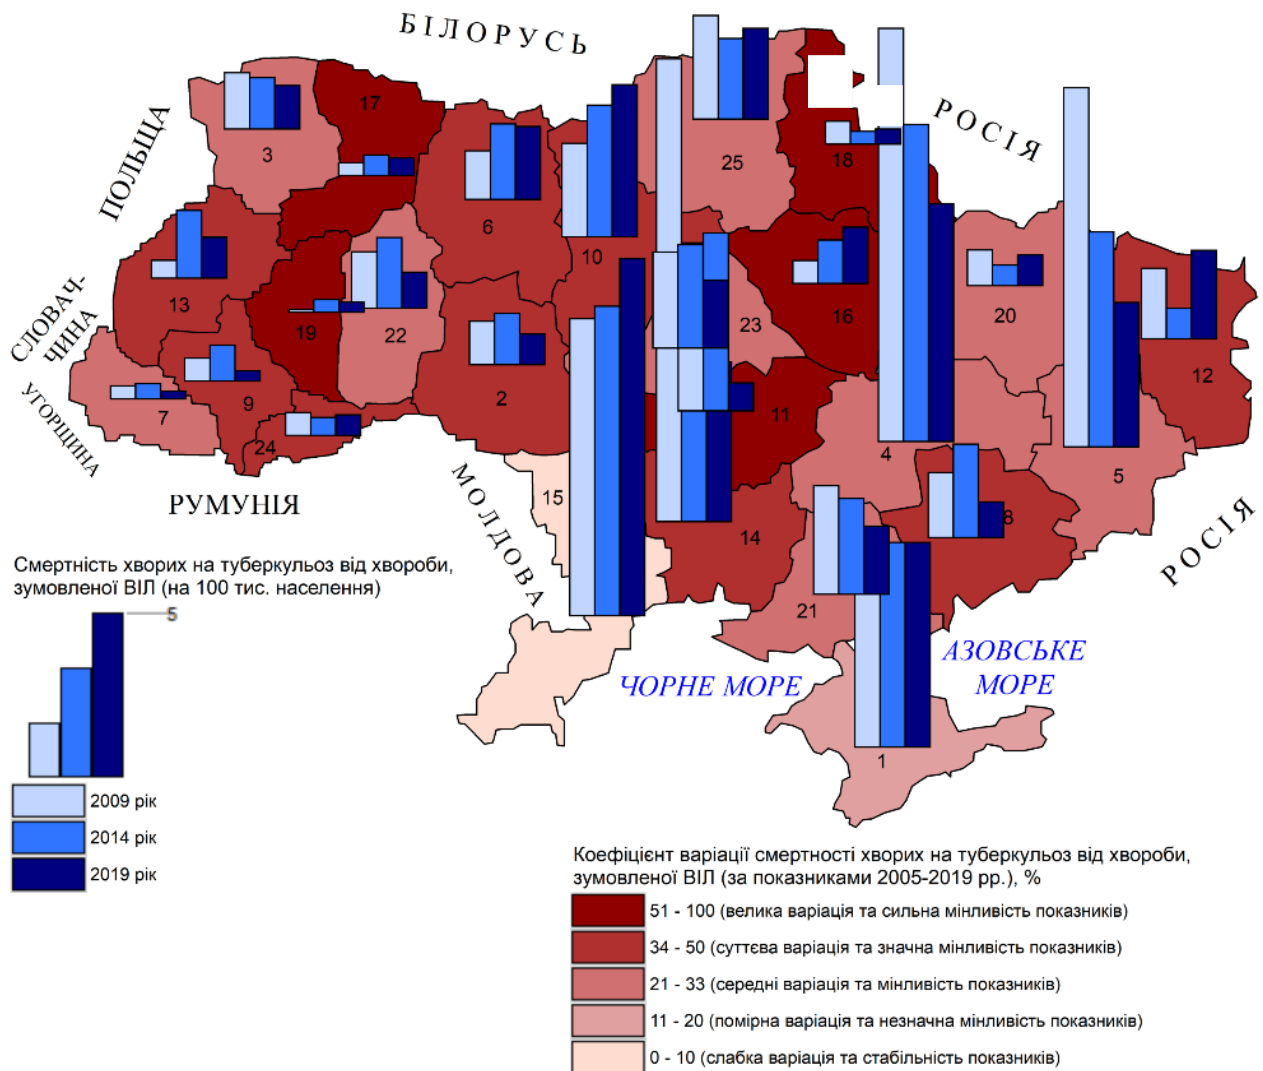 БІЛОРУСЬ
ПОЛЬЩА
РОСІЯ
СЛОВАЧ-
ЧИНА
УГОРЩИНА
РУМУНІЯ
МОЛДОВА
РОСІЯ
ЧОРНЕ МОРЕ
АЗОВСЬКЕ
МОРЕ
17
3
25
18
6
10
13
19
22
23
16
20
12
7
9
24
2
11
4
5
15
14
8
21
1
Смертність хворих на туберкульоз від хвороби,
зумовленої ВІЛ (на 100 тис. населення)
5
2009 рік
2014 рік
2019 рік
Коефіцієнт варіації смертності хворих на туберкульоз від хвороби,
зумовленої ВІЛ (за показниками 2005-2019 рр.), %
51 - 100 (велика варіація та сильна мінливість показників)
34 - 50 (суттєва варіація та значна мінливість показників)
21 - 33 (середні варіація та мінливість показників)
11 - 20 (помірна варіація та незначна мінливість показників)
0 - 10 (слабка варіація та стабільність показників)